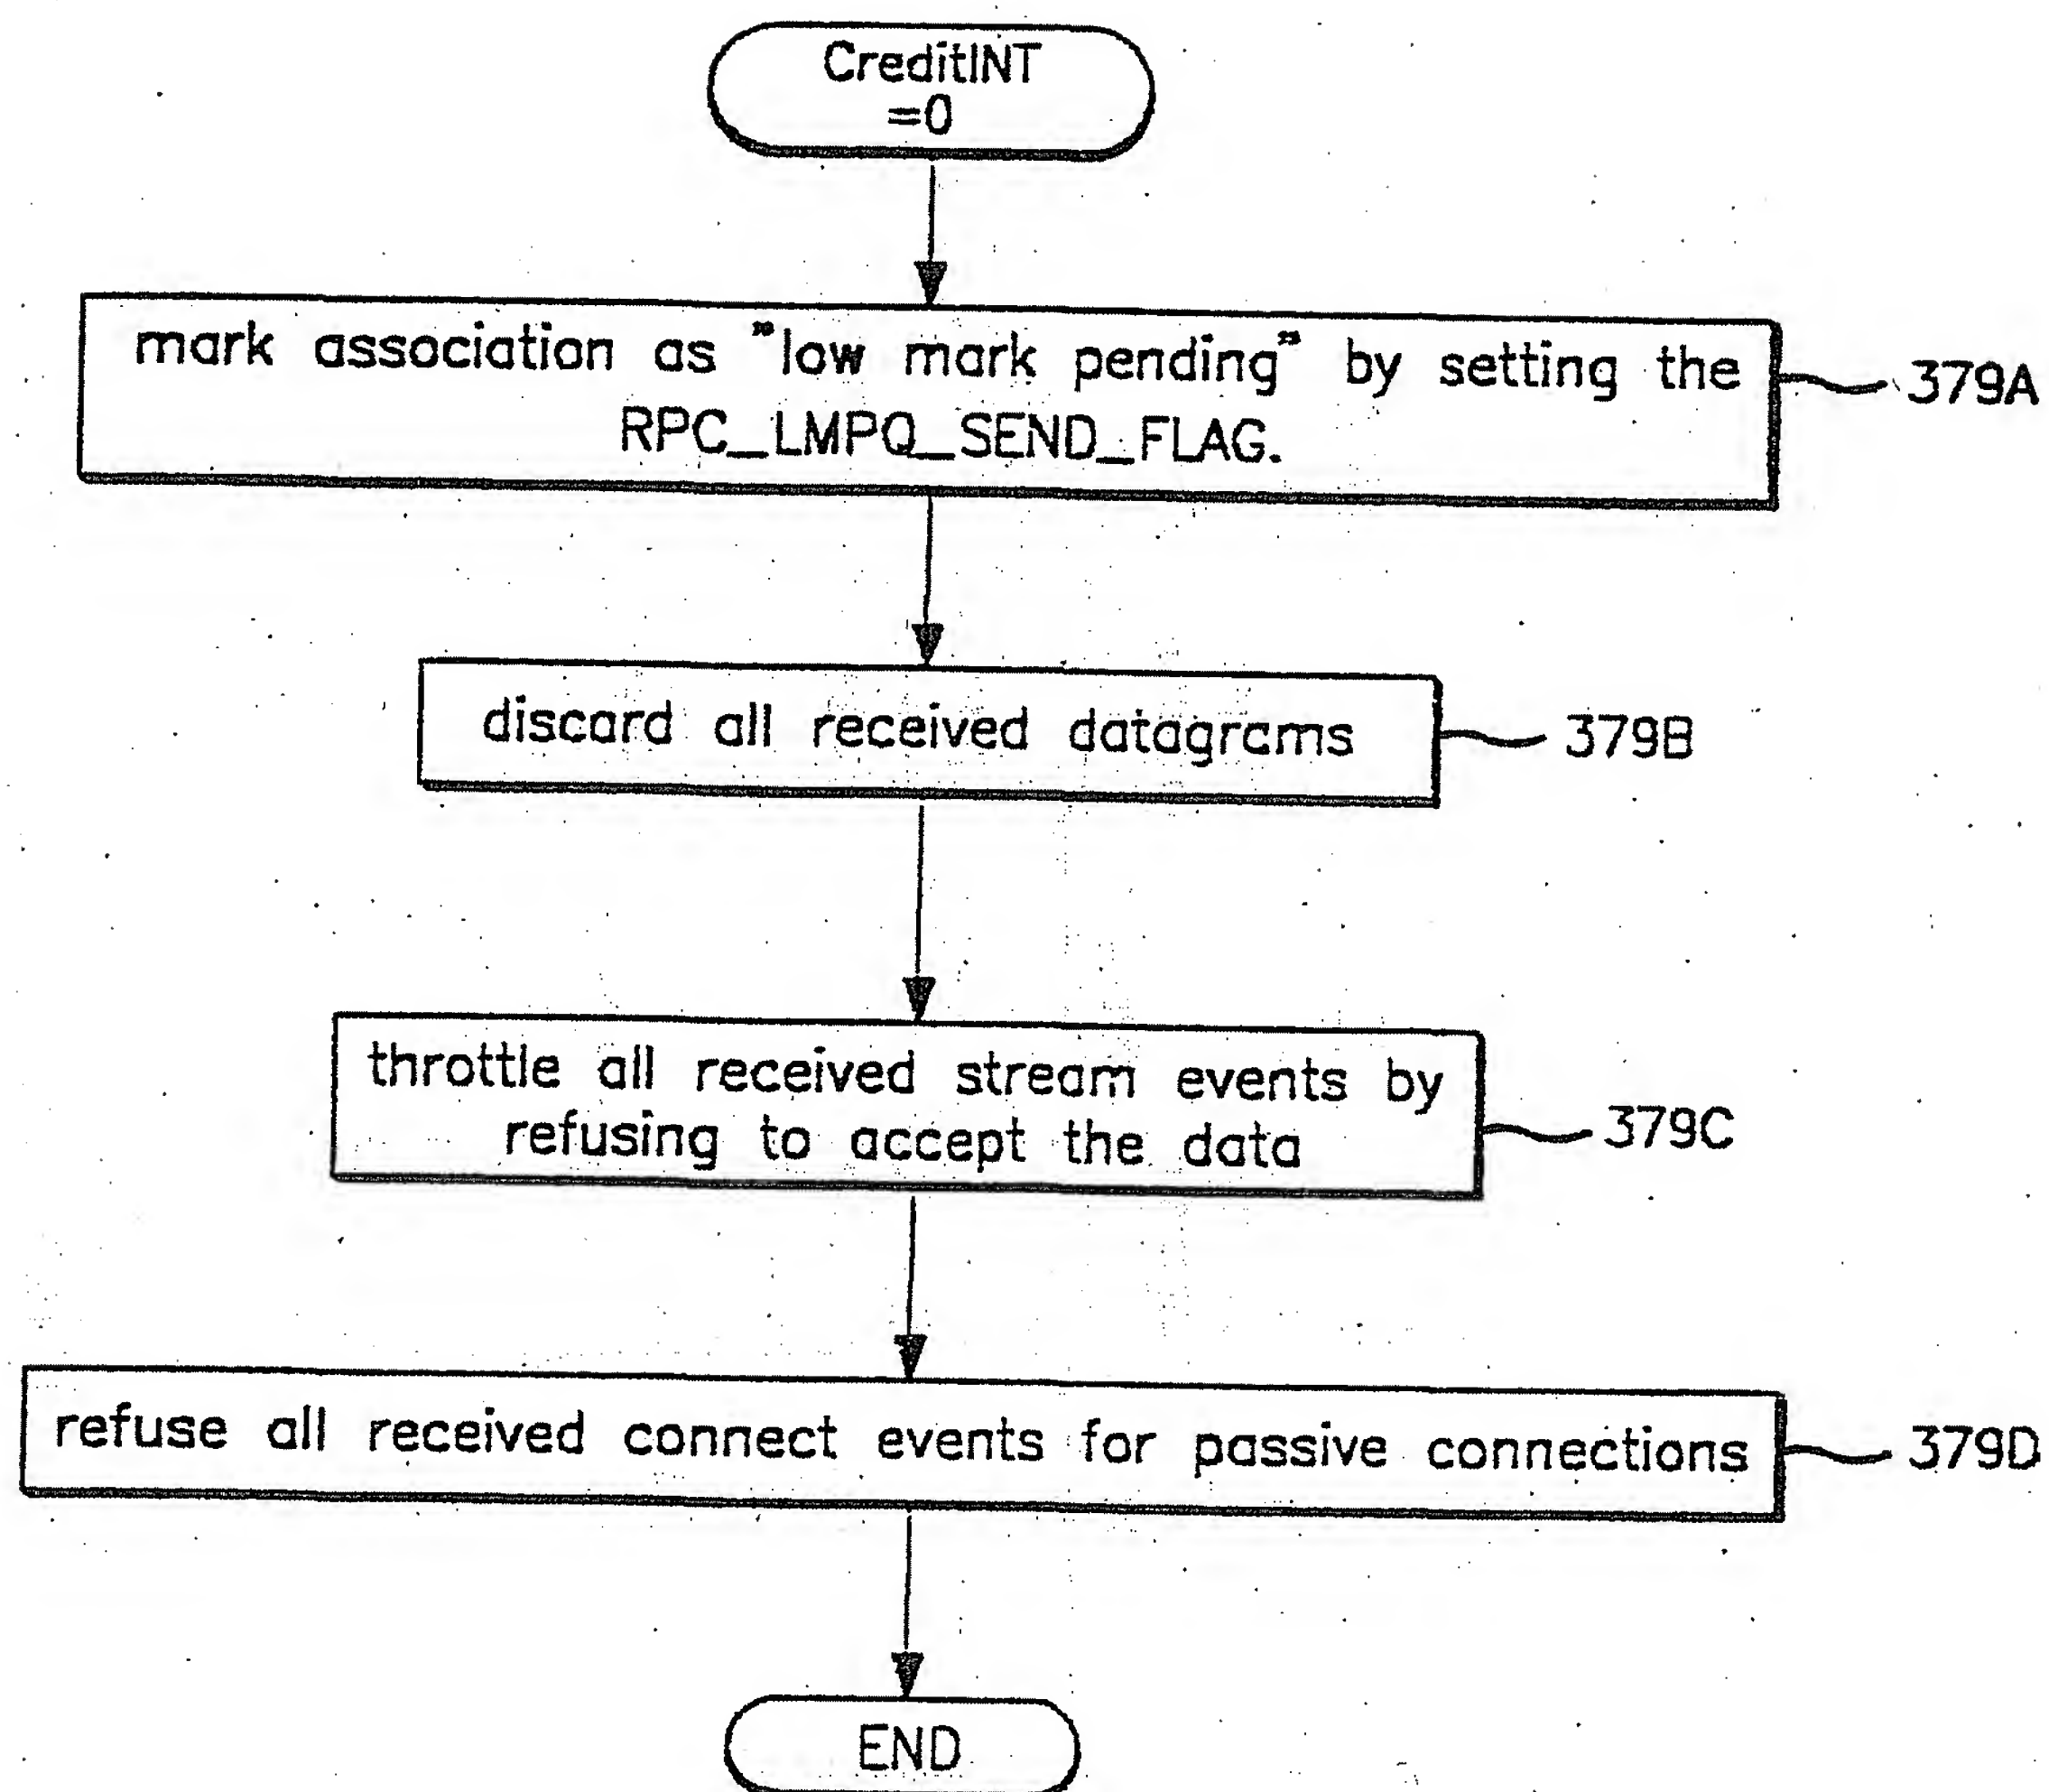 CreditINT
=0
mark association as "low mark pending" by setting the
RPC_LMPQ_SEND_FLAG.
379A
discard all received datagrams
379B
throttle all received stream events by
refusing to accept the data
379C
refuse all received connect events for passive connections
379D
END